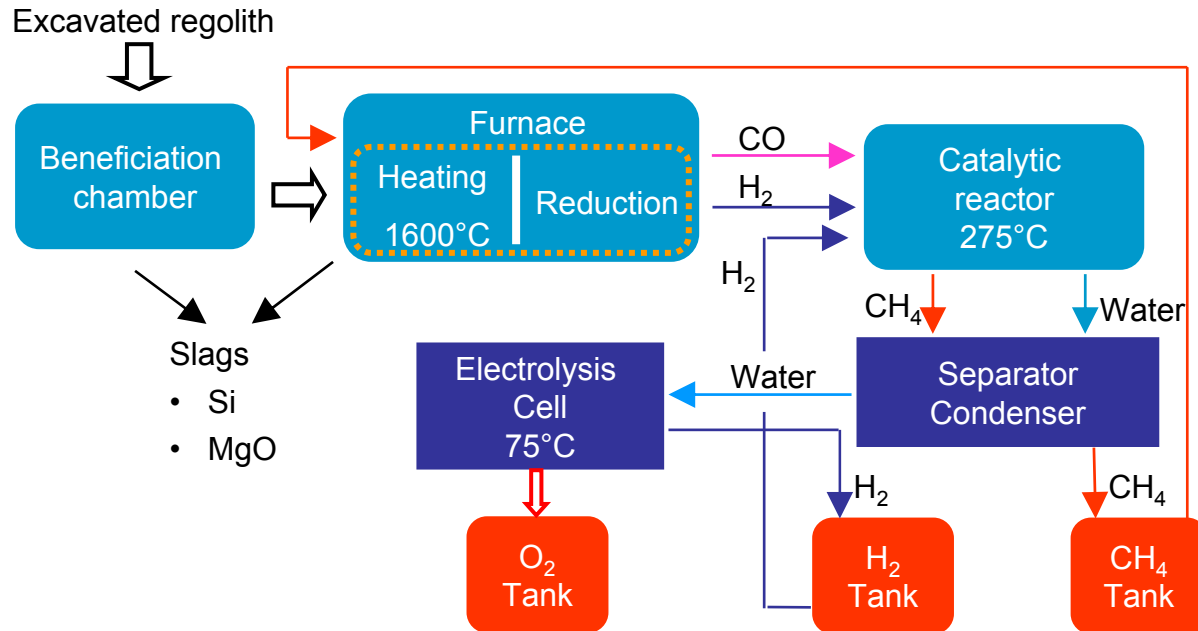 Excavated regolith
Beneficiation
chamber
Furnace
Heating
1600°C
Reduction
CO
H₂
H₂
Catalytic
reactor
275°C
CH₄
Water
Slags
• Si
• MgO
Electrolysis
Cell
75°C
Water
Separator
Condenser
H₂
CH₄
O₂
Tank
H₂
Tank
CH₄
Tank